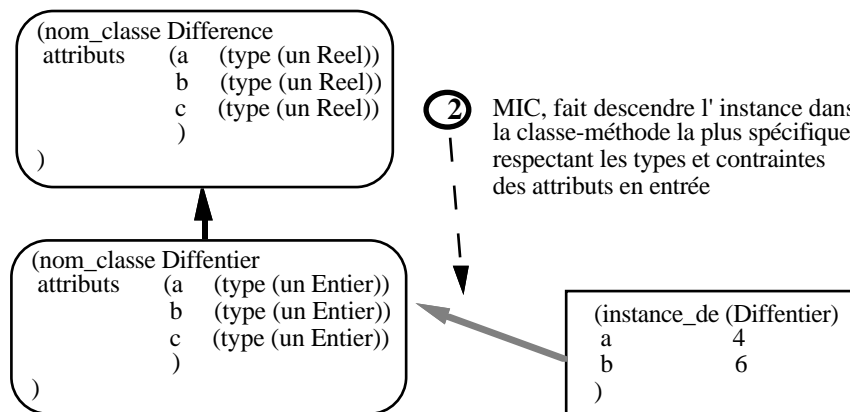 (nom_classe Difference
attributs (a (type (un Reel))
b (type (un Reel))
c (type (un Reel))
)
)
2
MIC, fait descendre l' instance dans
la classe-méthode la plus spécifique
respectant les types et contraintes
des attributs en entrée
(nom_classe Diffentier
attributs (a (type (un Entier))
b (type (un Entier))
c (type (un Entier))
)
)
(instance_de (Diffentier)
a 4
b 6
)